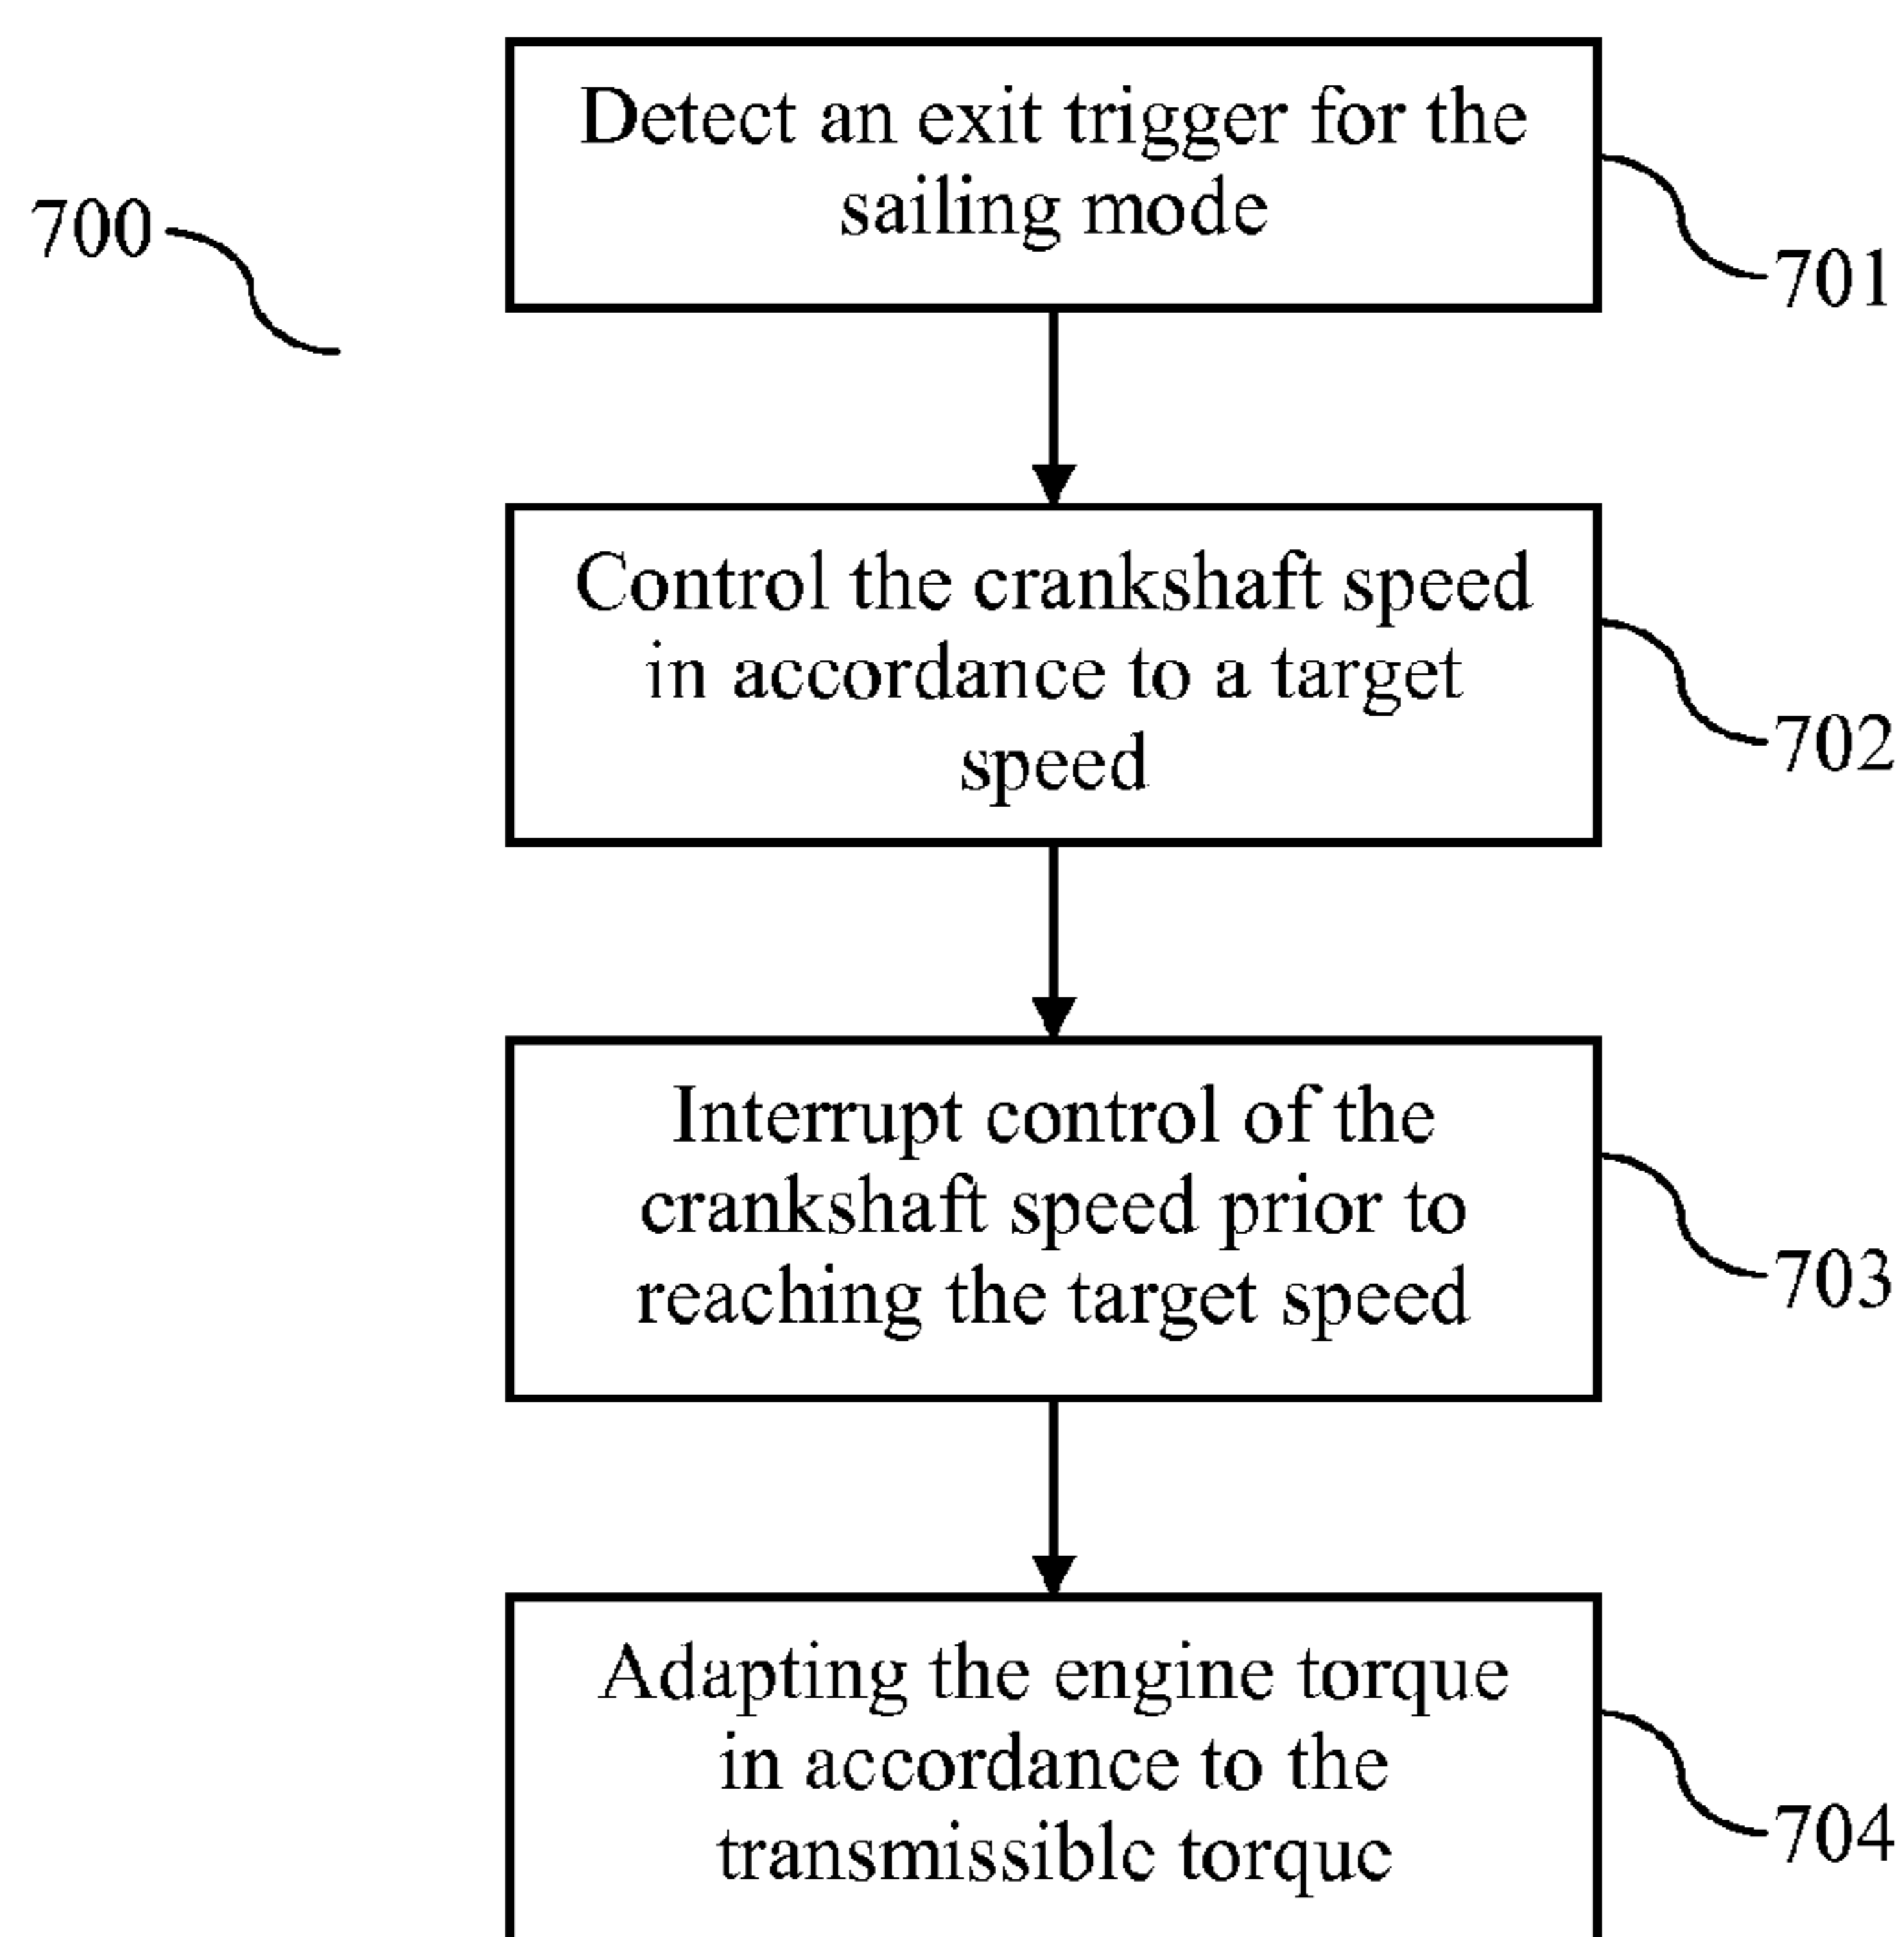 Detect an exit trigger for the
sailing mode
700
701
Control the crankshaft speed
in accordance to a target
speed
702
Interrupt control of the
crankshaft speed prior to
reaching the target speed
703
Adapting the engine torque
in accordance to the
transmissible torque
704